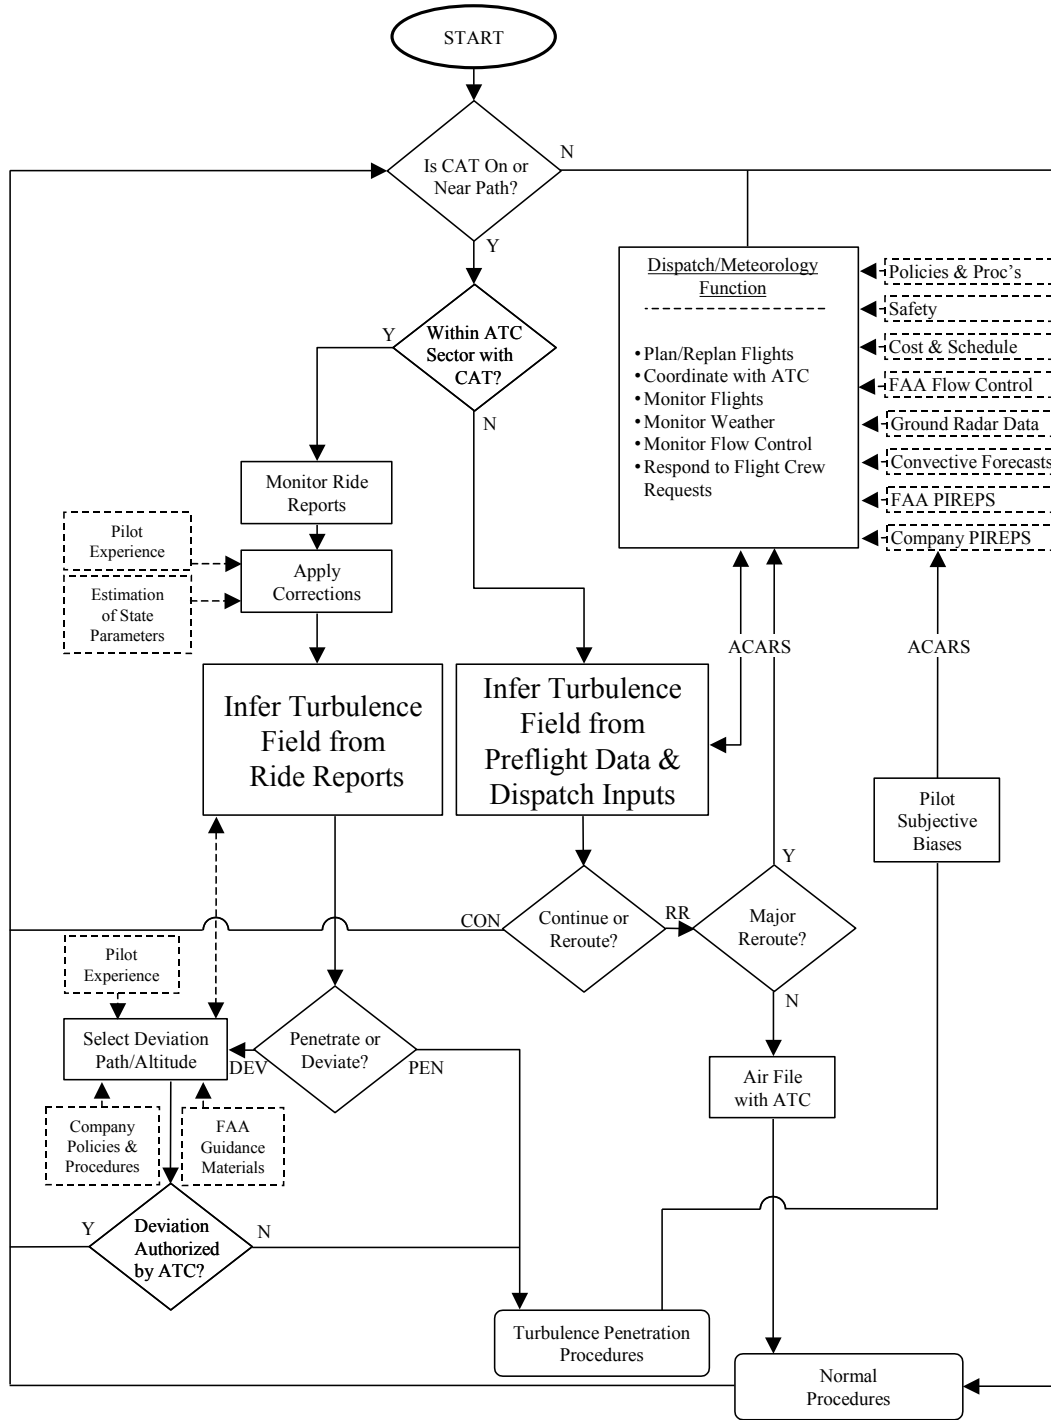 START
Is CAT On or
Near Path?
N
Y
Dispatch/Meteorology
Function
• Plan/Replan Flights
• Coordinate with ATC
• Monitor Flights
• Monitor Weather
• Monitor Flow Control
• Respond to Flight Crew
Requests
Policies & Proc's
Safety
Cost & Schedule
FAA Flow Control
Ground Radar Data
Convective Forecasts
FAA PIREPS
Company PIREPS
Within ATC
Sector with
CAT?
Y
N
Monitor Ride
Reports
Pilot
Experience
Apply
Corrections
Estimation
of State
Parameters
ACARS
ACARS
Infer Turbulence
Field from
Ride Reports
Infer Turbulence
Field from
Preflight Data &
Dispatch Inputs
Pilot
Subjective
Biases
Continue or
Reroute?
CON
RR
Major
Reroute?
Y
N
Pilot
Experience
Select Deviation
Path/Altitude
Penetrate or
Deviate?
DEV
PEN
Air File
with ATC
Company
Policies &
Procedures
FAA
Guidance
Materials
Deviation
Authorized
by ATC?
Y
N
Turbulence Penetration
Procedures
Normal
Procedures